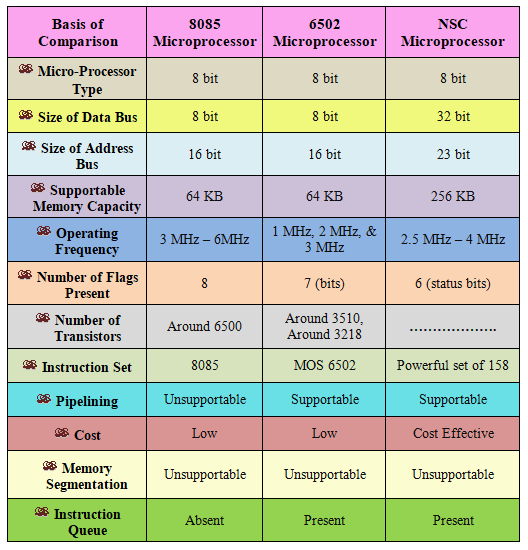 Basis of
Comparison
8085
Microprocessor
6502
Microprocessor
NSC
Microprocessor
Micro-Processor
Type
8 bit
8 bit
8 bit
Size of Data Bus
8 bit
8 bit
32 bit
Size of Address
Bus
16 bit
16 bit
23 bit
Supportable
Memory Capacity
64 KB
64 KB
256 KB
Operating
Frequency
3 MHz – 6MHz
1 MHz, 2 MHz, &
3 MHz
2.5 MHz – 4 MHz
Number of Flags
Present
8
7 (bits)
6 (status bits)
Number of
Transistors
Around 6500
Around 3510,
Around 3218
……………….
Instruction Set
8085
MOS 6502
Powerful set of 158
Pipelining
Unsupportable
Supportable
Supportable
Cost
Low
Low
Cost Effective
Memory
Segmentation
Unsupportable
Unsupportable
Unsupportable
Instruction
Queue
Absent
Present
Present